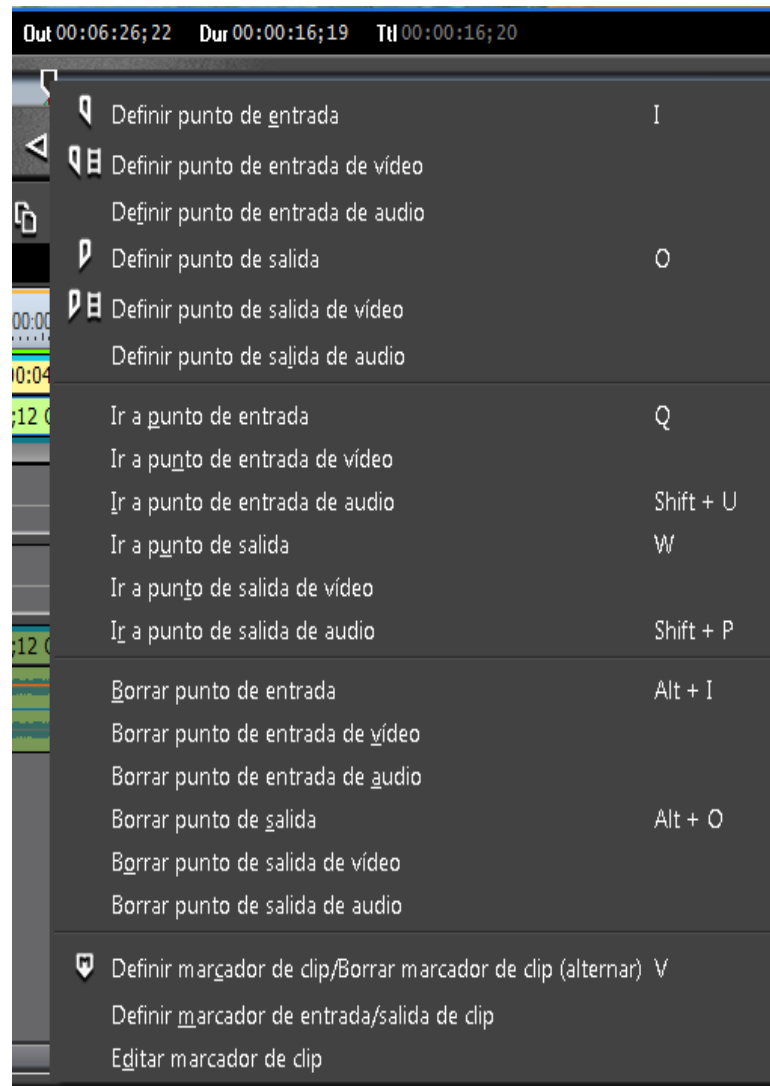 Out 00:06:26;22 Dur 00:00:16;19 Ttl 00:00:16;20
Definir punto de entrada I
Definir punto de entrada de vídeo
Definir punto de entrada de audio
Definir punto de salida O
Definir punto de salida de vídeo
00:00
Definir punto de salida de audio
00:04
;12
Ir a punto de entrada Q
Ir a punto de entrada de vídeo
Ir a punto de entrada de audio Shift + U
Ir a punto de salida W
Ir a punto de salida de vídeo
Ir a punto de salida de audio Shift + P
;12
Borrar punto de entrada Alt + I
Borrar punto de entrada de vídeo
Borrar punto de entrada de audio
Borrar punto de salida Alt + O
Borrar punto de salida de vídeo
Borrar punto de salida de audio
Definir marcador de clip/Borrar marcador de clip (alternar) V
Definir marcador de entrada/salida de clip
Editar marcador de clip